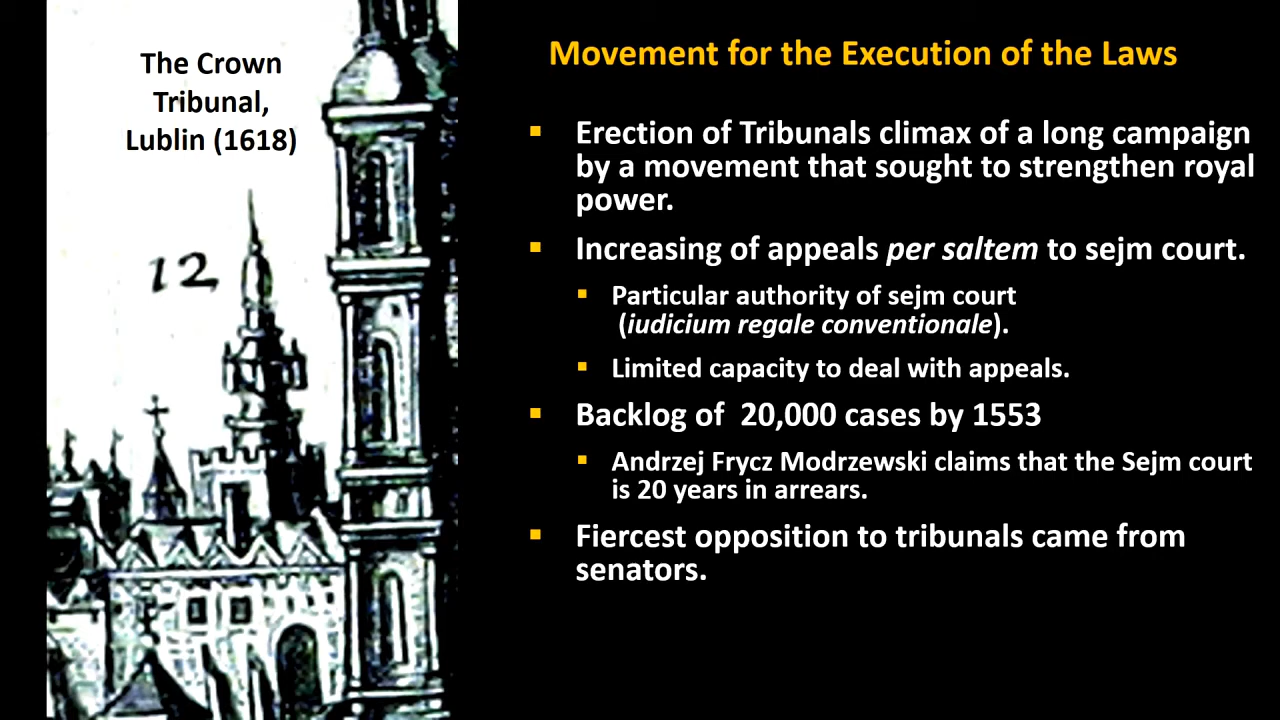 The Crown
Tribunal,
Lublin (1618)
12
Movement for the Execution of the Laws
▪ Erection of Tribunals climax of a long campaign
by a movement that sought to strengthen royal
power.
▪ Increasing of appeals per saltem to sejm court.
▪ Particular authority of sejm court
(iudicium regale conventionale).
▪ Limited capacity to deal with appeals.
▪ Backlog of 20,000 cases by 1553
▪ Andrzej Frycz Modrzewski claims that the Sejm court
is 20 years in arrears.
▪ Fiercest opposition to tribunals came from
senators.